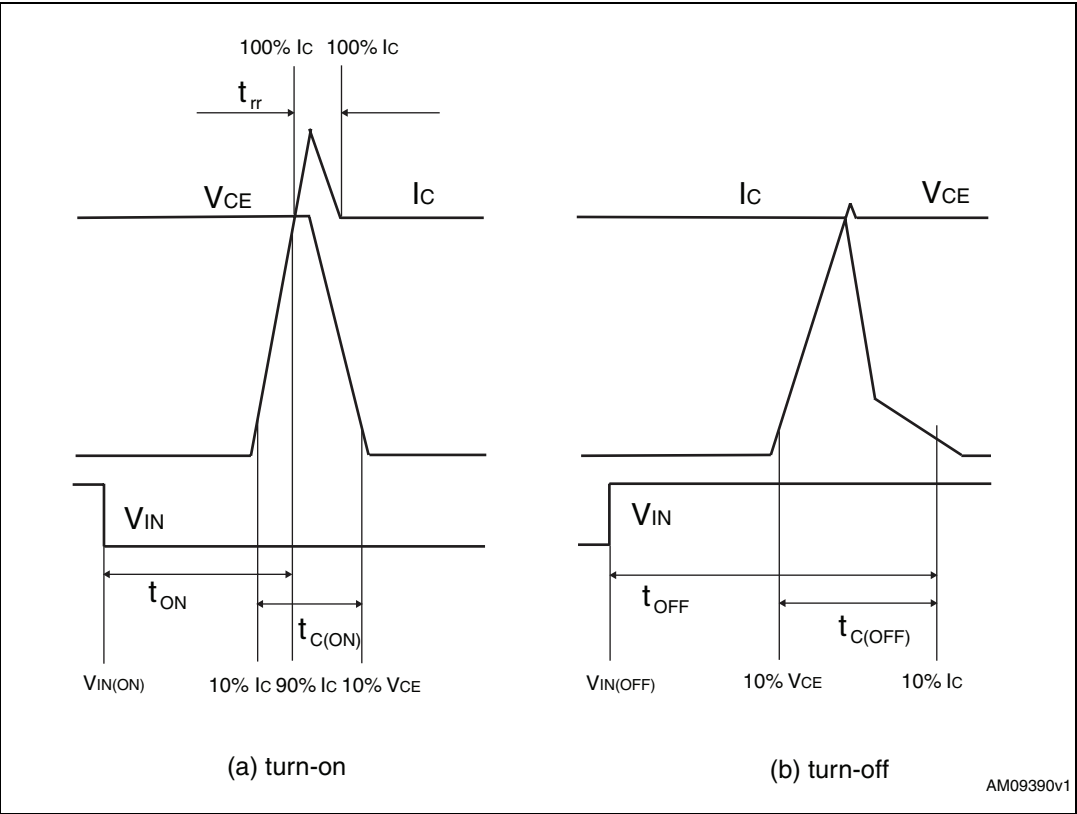 100% IC 100% IC
trr
VCE
IC
IC
VCE
VIN
VIN
tON
tOFF
tC(ON)
tC(OFF)
VIN(ON)
10% IC 90% IC 10% VCE
VIN(OFF)
10% VCE
10% IC
(a) turn-on
(b) turn-off
AM09390v1